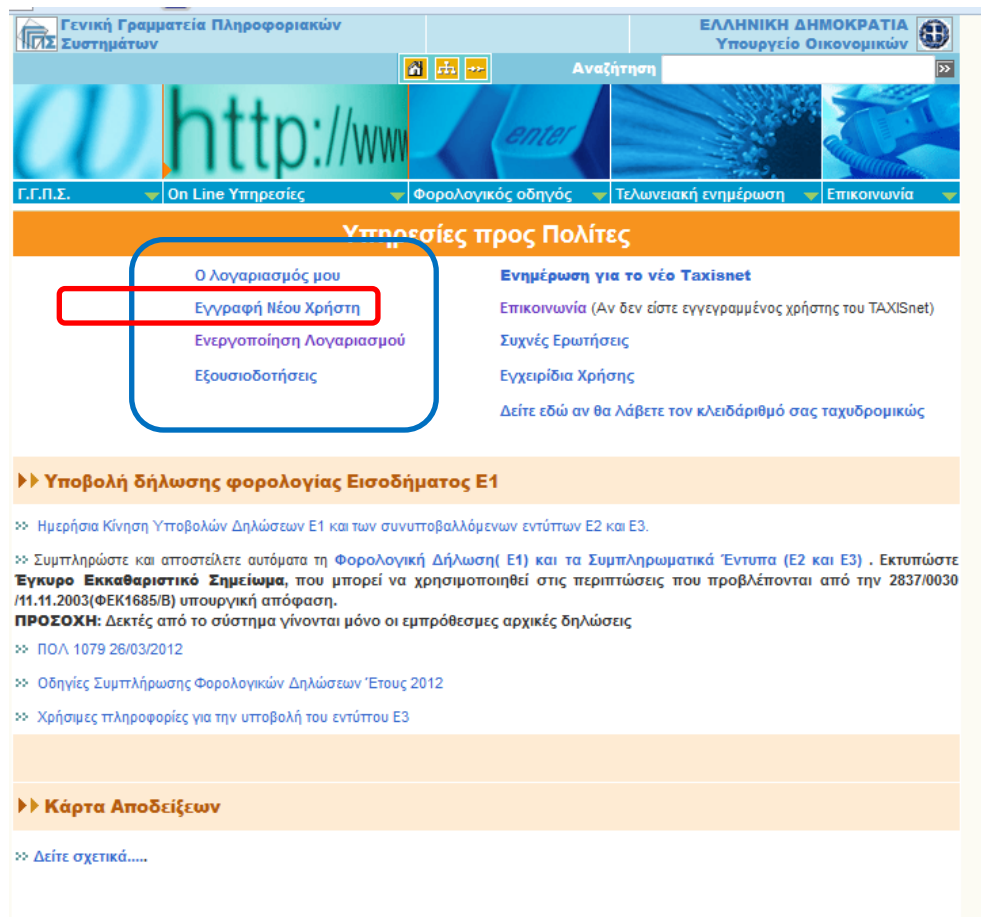 Γενική Γραμματεία Πληροφοριακών
Συστημάτων
ΕΛΛΗΝΙΚΗ ΔΗΜΟΚΡΑΤΙΑ
Υπουργείο Οικονομικών
Αναζήτηση
@ http://www enter
Γ.Γ.Π.Σ. On Line Υπηρεσίες Φορολογικός οδηγός Τελωνειακή ενημέρωση Επικοινωνία
Υπηρεσίες προς Πολίτες
Ο λογαριασμός μου
Εγγραφή Νέου Χρήστη
Ενεργοποίηση Λογαριασμού
Εξουσιοδοτήσεις
Ενημέρωση για το νέο Taxisnet
Επικοινωνία (Αν δεν είστε εγγεγραμμένος χρήστης του TAXISnet)
Συχνές Ερωτήσεις
Εγχειρίδια Χρήσης
Δείτε εδώ αν θα λάβετε τον κλειδάριθμό σας ταχυδρομικώς
Υποβολή δήλωσης φορολογίας Εισοδήματος Ε1
Ημερήσια Κίνηση Υποβολών Δηλώσεων Ε1 και των συνυποβαλλόμενων εντύπων Ε2 και Ε3.
Συμπληρώστε και αποστείλετε αυτόματα τη Φορολογική Δήλωση( Ε1) και τα Συμπληρωματικά Έντυπα (Ε2 και Ε3) . Εκτυπώστε
Έγκυρο Εκκαθαριστικό Σημείωμα, που μπορεί να χρησιμοποιηθεί στις περιπτώσεις που προβλέπονται από την 2837/0030
/11.11.2003(ΦΕΚ1685/Β) υπουργική απόφαση.
ΠΡΟΣΟΧΗ: Δεκτές από το σύστημα γίνονται μόνο οι εμπρόθεσμες αρχικές δηλώσεις
ΠΟΛ 1079 26/03/2012
Οδηγίες Συμπλήρωσης Φορολογικών Δηλώσεων Έτους 2012
Χρήσιμες πληροφορίες για την υποβολή του εντύπου Ε3
Κάρτα Αποδείξεων
Δείτε σχετικά.....